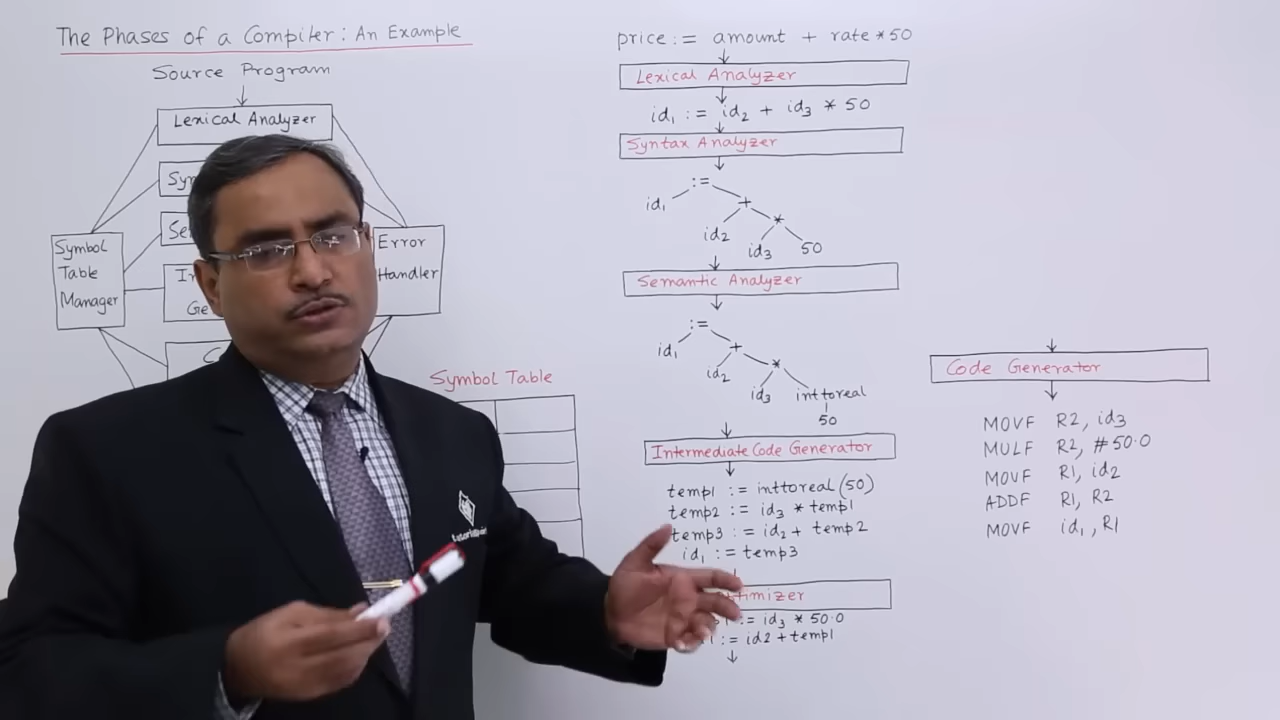 The Phases of a Compiler: An Example
Source Program
Lexical Analyzer
Symbol
Table
Manager
Error
Handler
Symbol Table
price := amount + rate * 50
Lexical Analyzer
id₁ := id₂ + id₃ * 50
Syntax Analyzer
:=
id₁ +
id₂ *
id₃ 50
Semantic Analyzer
:=
id₁ +
id₂ *
id₃ inttoreal
50
Intermediate Code Generator
temp1 := inttoreal (50)
temp2 := id₃ * temp1
temp3 := id₂ + temp2
id₁ := temp3
:= id₃ * 50.0
:= id2 + temp1
Code Generator
MOVF R2, id₃
MULF R2, #50.0
MOVF R1, id₂
ADDF R1, R2
MOVF id₁, R1